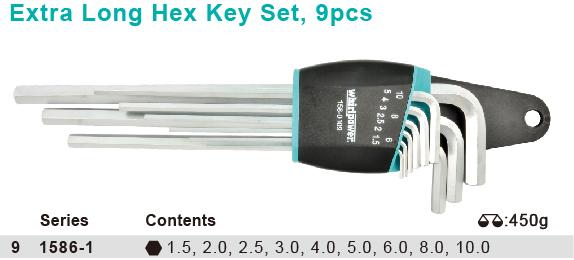 Extra Long Hex Key Set, 9pcs
whirlpower
10 8 6
5 4 3 2.5 2 1.5
:450g
Series Contents
9 1586-1 1.5, 2.0, 2.5, 3.0, 4.0, 5.0, 6.0, 8.0, 10.0